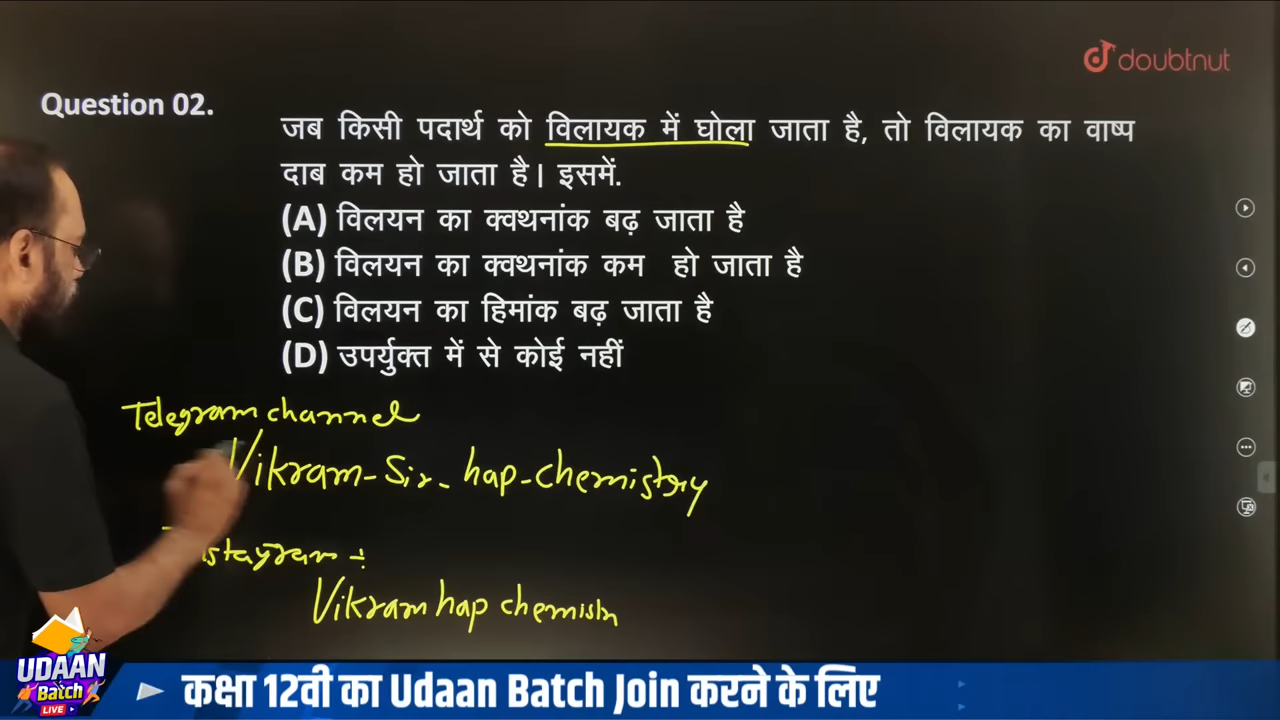 doubtnut
Question 02.
जब किसी पदार्थ को विलायक में घोला जाता है, तो विलायक का वाष्प
दाब कम हो जाता है। इसमें.
(A) विलयन का क्वथनांक बढ़ जाता है
(B) विलयन का क्वथनांक कम हो जाता है
(C) विलयन का हिमांक बढ़ जाता है
(D) उपर्युक्त में से कोई नहीं
Telegram channel
Vikram-Sir-hap-chemistry
Vikram hap
UDAAN
Batch
LIVE
कक्षा 12वी का Udaan Batch Join करने के लिए